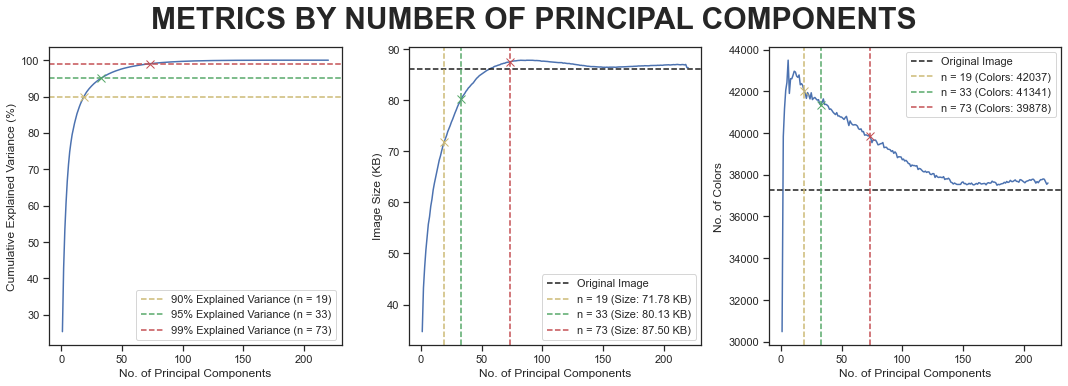 METRICS BY NUMBER OF PRINCIPAL COMPONENTS
Cumulative Explained Variance (%)
100
90
80
70
60
50
40
30
0
50
100
150
200
No. of Principal Components
90% Explained Variance (n = 19)
95% Explained Variance (n = 33)
99% Explained Variance (n = 73)
Image Size (KB)
90
80
70
60
50
40
0
50
100
150
200
No. of Principal Components
Original Image
n = 19 (Size: 71.78 KB)
n = 33 (Size: 80.13 KB)
n = 73 (Size: 87.50 KB)
No. of Colors
44000
42000
40000
38000
36000
34000
32000
30000
0
50
100
150
200
No. of Principal Components
Original Image
n = 19 (Colors: 42037)
n = 33 (Colors: 41341)
n = 73 (Colors: 39878)